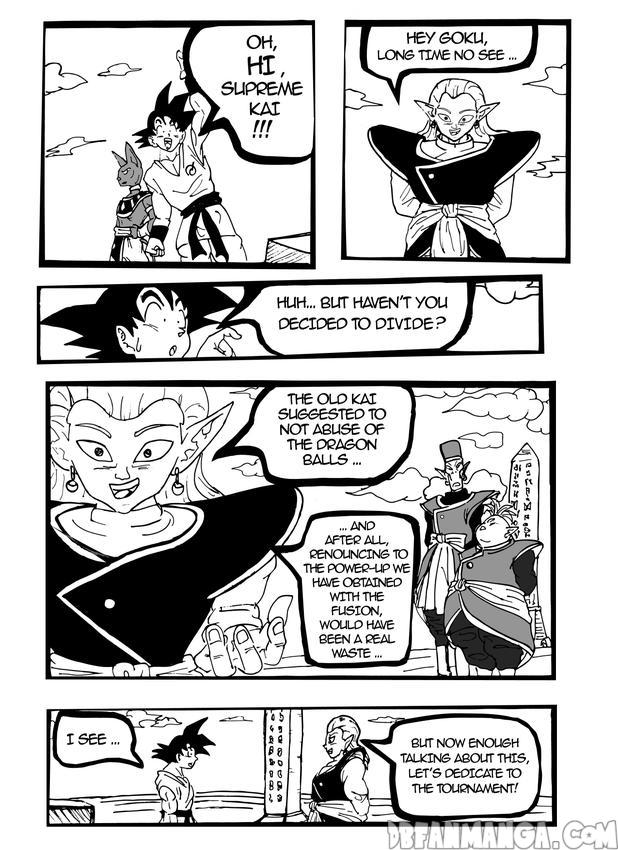 OH,
HI,
SUPREME
KAI
!!!
HEY GOKU,
LONG TIME NO SEE ...
HUH... BUT HAVEN'T YOU
DECIDED TO DIVIDE?
THE OLD KAI
SUGGESTED TO
NOT ABUSE OF
THE DRAGON
BALLS ...
... AND
AFTER ALL,
RENOUNCING TO
THE POWER-UP WE
HAVE OBTAINED
WITH THE
FUSION,
WOULD HAVE
BEEN A REAL
WASTE ...
I SEE ...
BUT NOW ENOUGH
TALKING ABOUT THIS,
LET'S DEDICATE TO
THE TOURNAMENT!
DBFANMANGA.COM